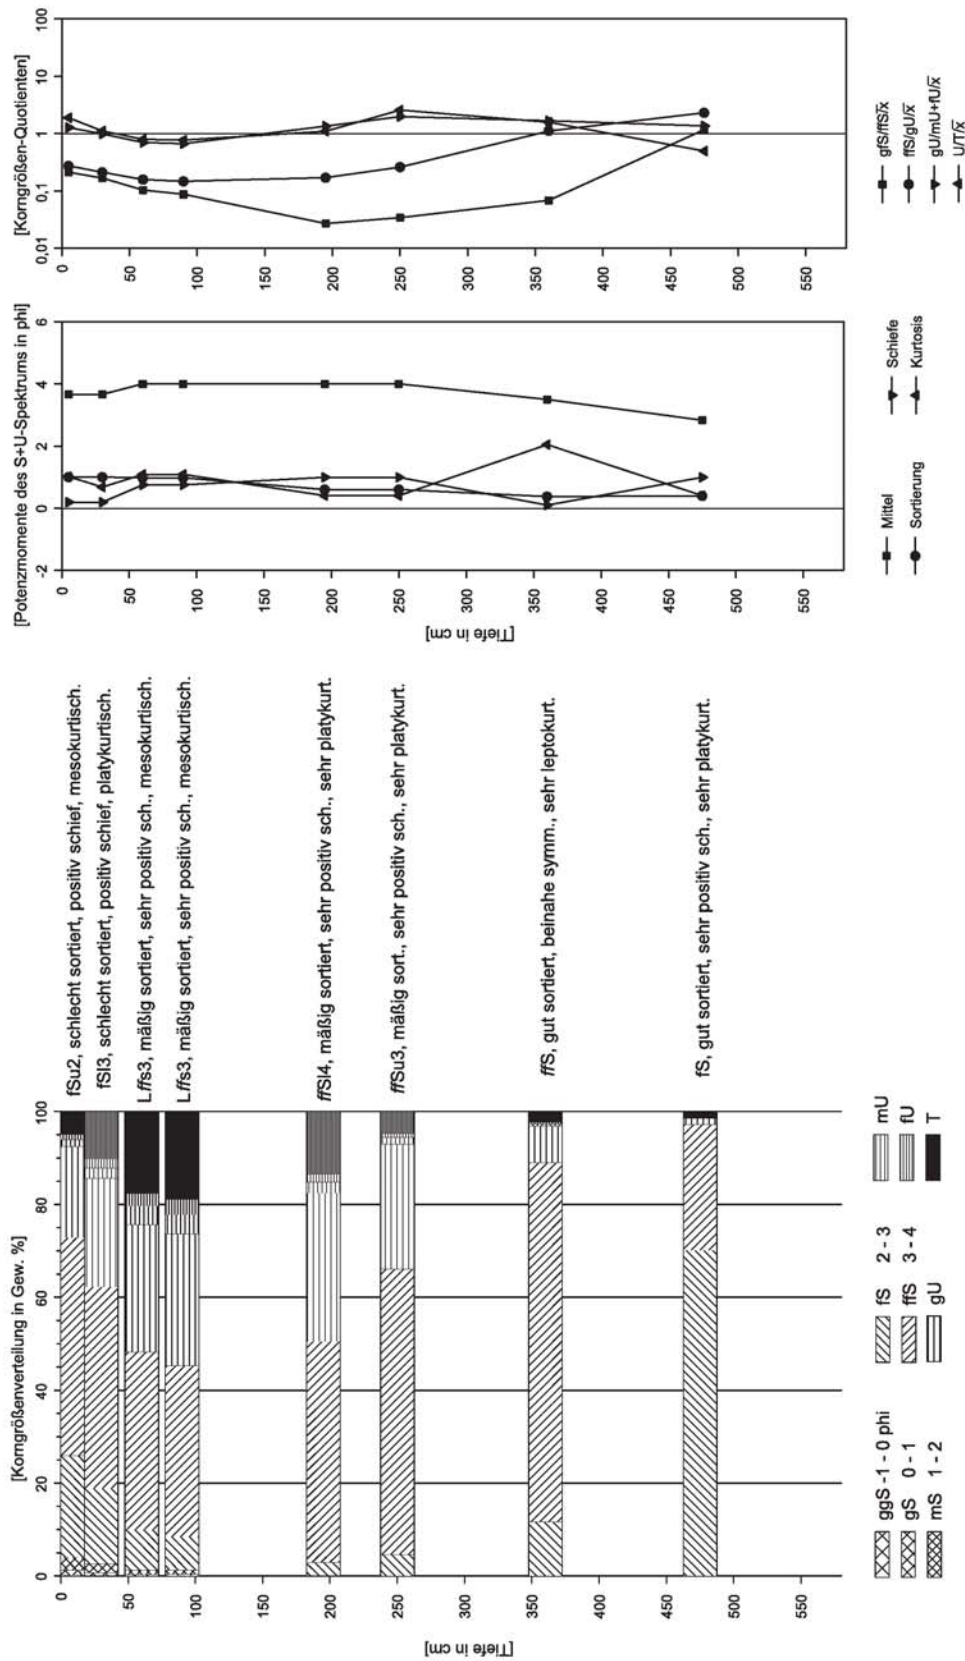 [Korngrößenverteilung in Gew. %]
0 20 40 60 80 100
[Tiefe in cm]
0
50
100
150
200
250
300
350
400
450
500
550
fSu2, schlecht sortiert, positiv schief, mesokurtisch.
fSl3, schlecht sortiert, positiv schief, platykurtisch.
Lffs3, mäßig sortiert, sehr positiv sch., mesokurtisch.
Lffs3, mäßig sortiert, sehr positiv sch., mesokurtisch.
ffSl4, mäßig sortiert, sehr positiv sch., sehr platykurt.
ffSu3, mäßig sort., sehr positiv sch., sehr platykurt.
ffS, gut sortiert, beinahe symm., sehr leptokurt.
fS, gut sortiert, sehr positiv sch., sehr platykurt.
ggS -1 - 0 phi
gS 0 - 1
mS 1 - 2
fS 2 - 3
ffS 3 - 4
gU
mU
fU
T
[Potenzmomente des S+U-Spektrums in phi]
-2 0 2 4 6
[Tiefe in cm]
0
50
100
150
200
250
300
350
400
450
500
550
Mittel
Sortierung
Schiefe
Kurtosis
[Korngrößen-Quotienten]
0,01 0,1 1 10 100
0
50
100
150
200
250
300
350
400
450
500
550
gfS/ffS/x̅
ffS/gU/x̅
gU/mU+fU/x̅
U/T/x̅